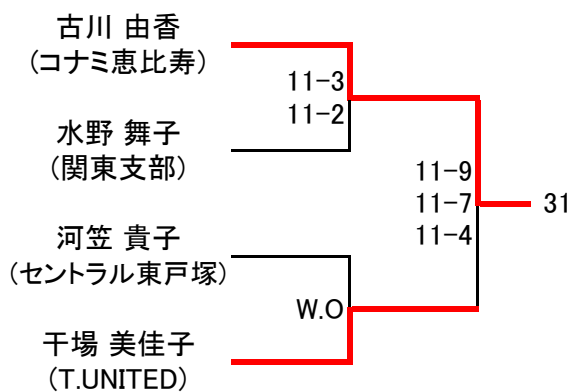 古川 由香
(コナミ恵比寿)
11-3
11-2
水野 舞子
(関東支部)
11-9
11-7
11-4
31
河笠 貴子
(セントラル東戸塚)
W.O
干場 美佳子
(T.UNITED)